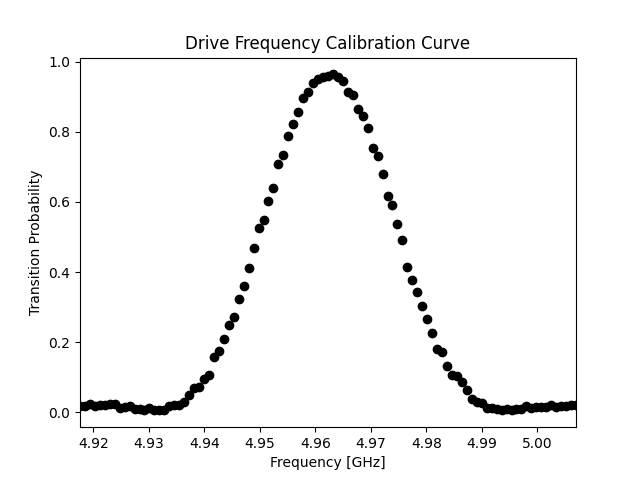 Drive Frequency Calibration Curve
Transition Probability
1.0
0.8
0.6
0.4
0.2
0.0
4.92 4.93 4.94 4.95 4.96 4.97 4.98 4.99 5.00
Frequency [GHz]